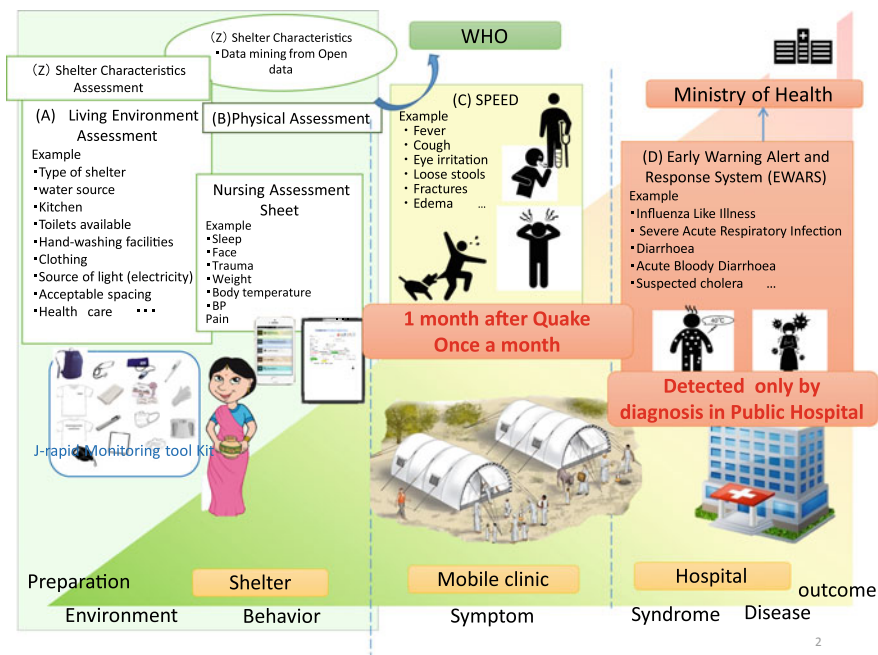 (Z) Shelter Characteristics
▪Data mining from Open
data
WHO
(Z) Shelter Characteristics
Assessment
(A) Living Environment
Assessment
Example
▪Type of shelter
▪water source
▪Kitchen
▪Toilets available
▪Hand-washing facilities
▪Clothing
▪Source of light (electricity)
▪Acceptable spacing
▪Health care ▪▪▪
(B)Physical Assessment
Nursing Assessment
Sheet
Example
▪Sleep
▪Face
▪Trauma
▪Weight
▪Body temperature
▪BP
Pain
J-rapid Monitoring tool Kit
(C) SPEED
Example
・Fever
・Cough
・Eye irritation
・Loose stools
・Fractures
・Edema …
1 month after Quake
Once a month
Ministry of Health
(D) Early Warning Alert and
Response System (EWARS)
Example
▪Influenza Like Illness
▪ Severe Acute Respiratory Infection
▪Diarrhoea
▪Acute Bloody Diarrhoea
▪Suspected cholera …
40°C
Detected only by
diagnosis in Public Hospital
Preparation
Shelter
Mobile clinic
Hospital
outcome
Environment
Behavior
Symptom
Syndrome
Disease
2